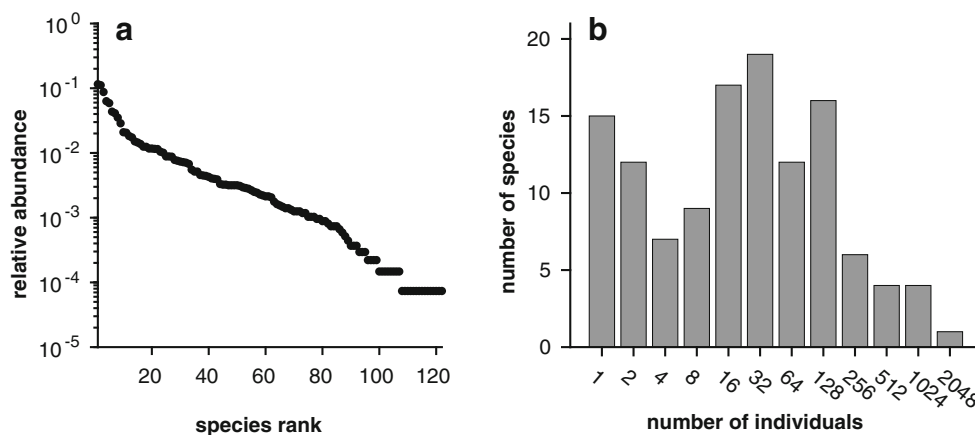 a
10^0
10^-1
10^-2
10^-3
10^-4
10^-5
relative abundance
20 40 60 80 100 120
species rank
b
20
15
10
5
0
number of species
1 2 4 8 16 32 64 128 256 512 1024 2048
number of individuals